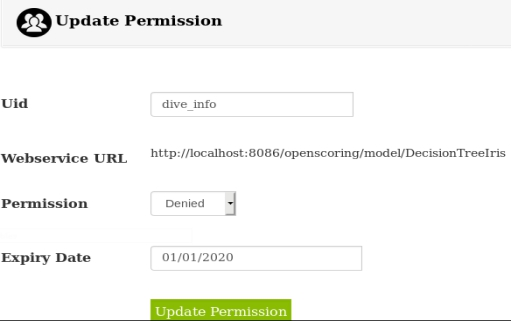 Update Permission
Uid dive_info
Webservice URL http://localhost:8086/openscoring/model/DecisionTreeIris
Permission Denied
Expiry Date 01/01/2020
Update Permission